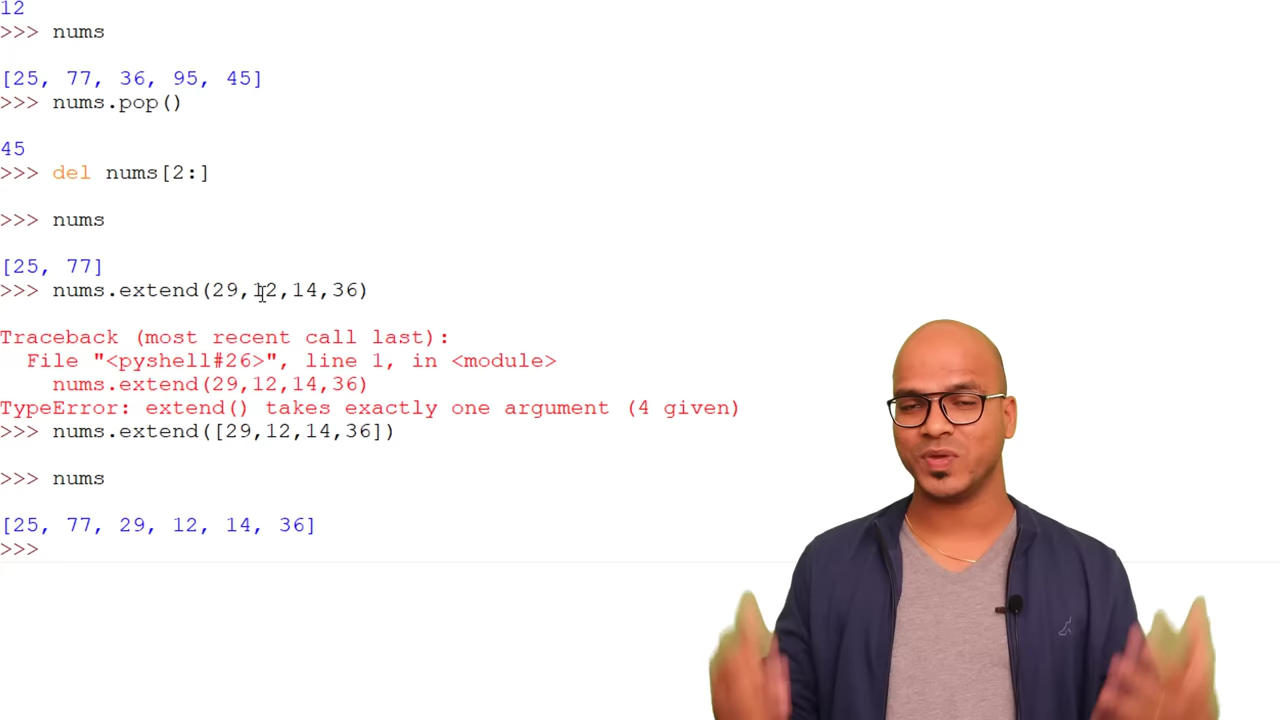 12
>>> nums
[25, 77, 36, 95, 45]
>>> nums.pop()
45
>>> del nums[2:]
>>> nums
[25, 77]
>>> nums.extend(29,12,14,36)
Traceback (most recent call last):
  File "<pyshell#26>", line 1, in <module>
    nums.extend(29,12,14,36)
TypeError: extend() takes exactly one argument (4 given)
>>> nums.extend([29,12,14,36])
>>> nums
[25, 77, 29, 12, 14, 36]
>>>